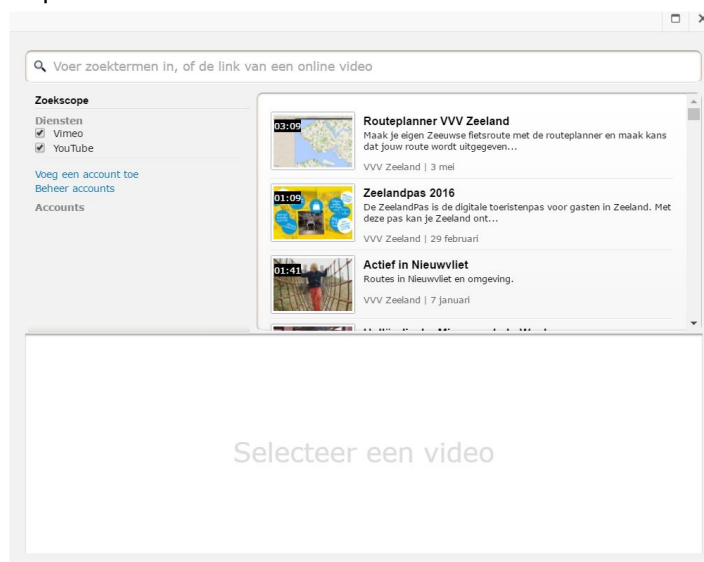 Voer zoektermen in, of de link van een online video
Zoekscope
Diensten
Vimeo
YouTube
Voeg een account toe
Beheer accounts
Accounts
03:09
Routeplanner VVV Zeeland
Maak je eigen Zeeuwse fietsroute met de routeplanner en maak kans
dat jouw route wordt uitgegeven...
VVV Zeeland | 3 mei
01:09
Zeelandpas 2016
De ZeelandPas is de digitale toeristenpas voor gasten in Zeeland. Met
deze pas kan je Zeeland ont...
VVV Zeeland | 29 februari
01:41
Actief in Nieuwvliet
Routes in Nieuwvliet en omgeving.
VVV Zeeland | 7 januari
Selecteer een video